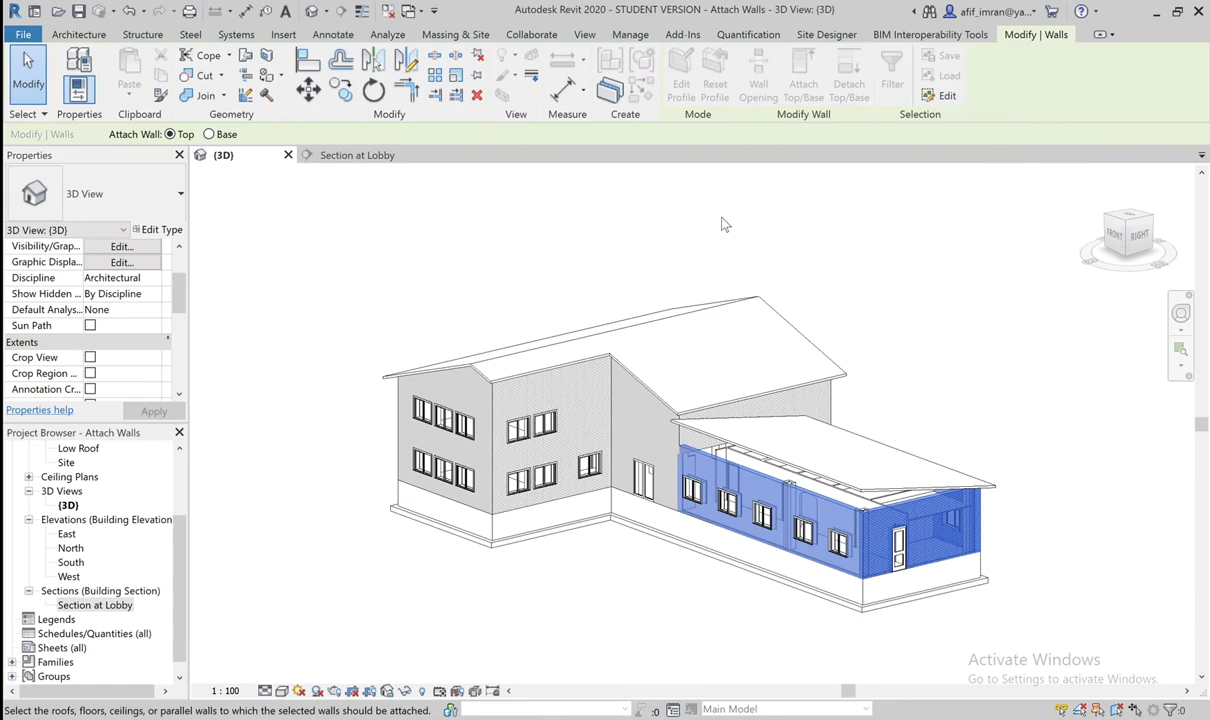 Autodesk Revit 2020 - STUDENT VERSION - Attach Walls - 3D View: {3D}
afif_imran@ya...
File Architecture Structure Steel Systems Insert Annotate Analyze Massing & Site Collaborate View Manage Add-Ins Quantification Site Designer BIM Interoperability Tools Modify | Walls
Modify
Paste
Cope
Cut
Join
Edit Profile
Reset Profile
Wall Opening
Attach Top/Base
Detach Top/Base
Filter
Save
Load
Edit
Select Properties Clipboard Geometry Modify View Measure Create Mode Modify Wall Selection
Modify | Walls Attach Wall: Top Base
Properties
{3D}
Section at Lobby
3D View
3D View: {3D} Edit Type
Visibility/Grap... Edit...
Graphic Displa... Edit...
Discipline Architectural
Show Hidden ... By Discipline
Default Analys... None
Sun Path
Extents
Crop View
Crop Region ...
Annotation Cr...
Properties help Apply
Project Browser - Attach Walls
Low Roof
Site
Ceiling Plans
3D Views
{3D}
Elevations (Building Elevation
East
North
South
West
Sections (Building Section)
Section at Lobby
Legends
Schedules/Quantities (all)
Sheets (all)
Families
Groups
FRONT
RIGHT
Activate Windows
Go to Settings to activate Windows.
1 : 100
Select the roofs, floors, ceilings, or parallel walls to which the selected walls should be attached.
:0
Main Model
:0